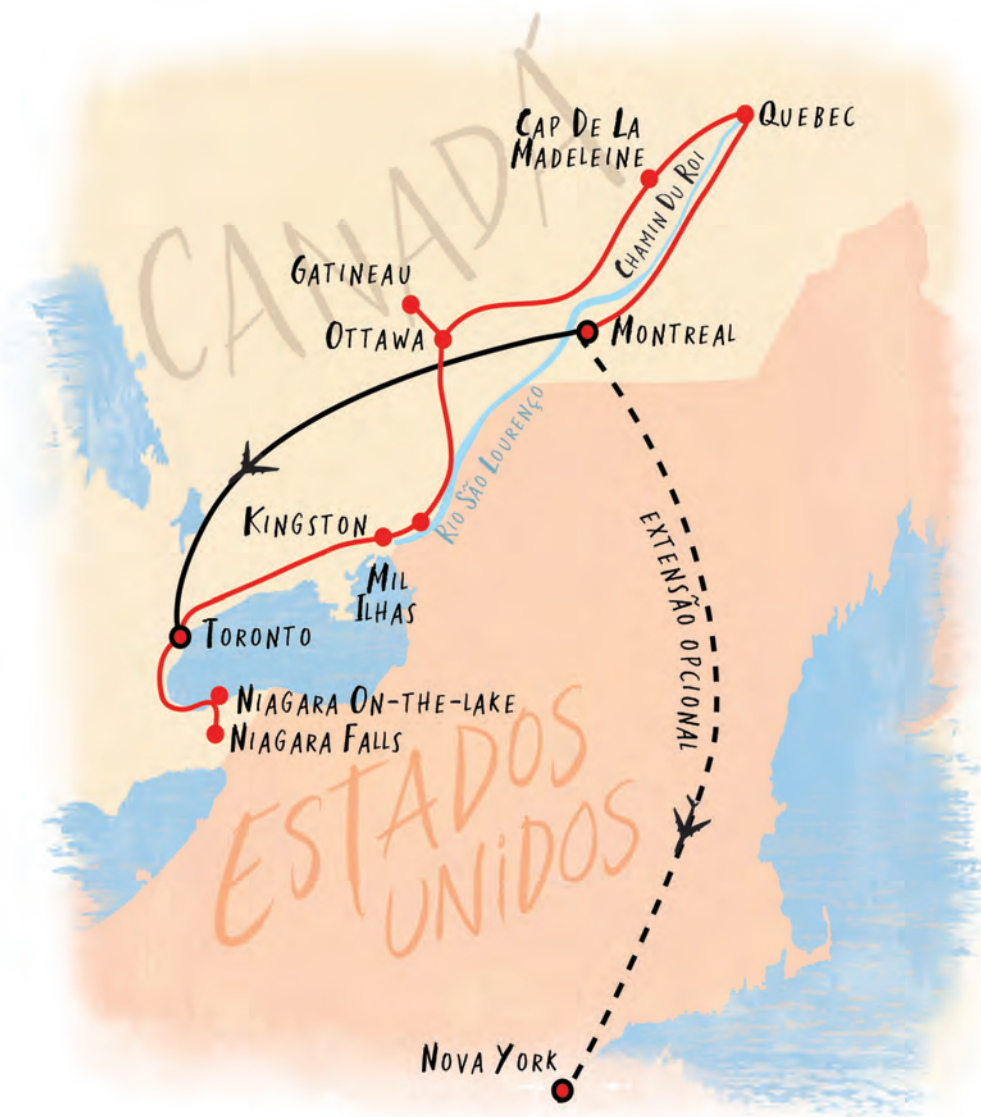 CANADÁ
CAP DE LA
MADELEINE
QUEBEC
CHAMIN DU ROI
GATINEAU
OTTAWA
MONTREAL
RIO SÃO LOURENÇO
KINGSTON
MIL
ILHAS
EXTENSÃO OPCIONAL
TORONTO
NIAGARA ON-THE-LAKE
NIAGARA FALLS
ESTADOS
UNIDOS
NOVA YORK